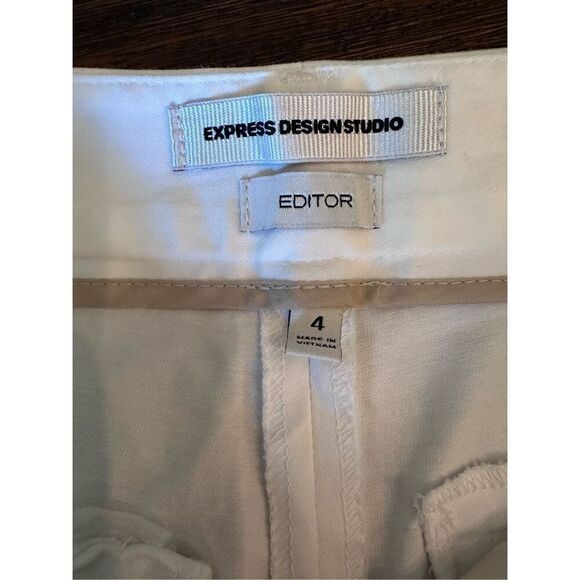 EXPRESS DESIGN STUDIO
EDITOR
4
MADE IN
VIETNAM